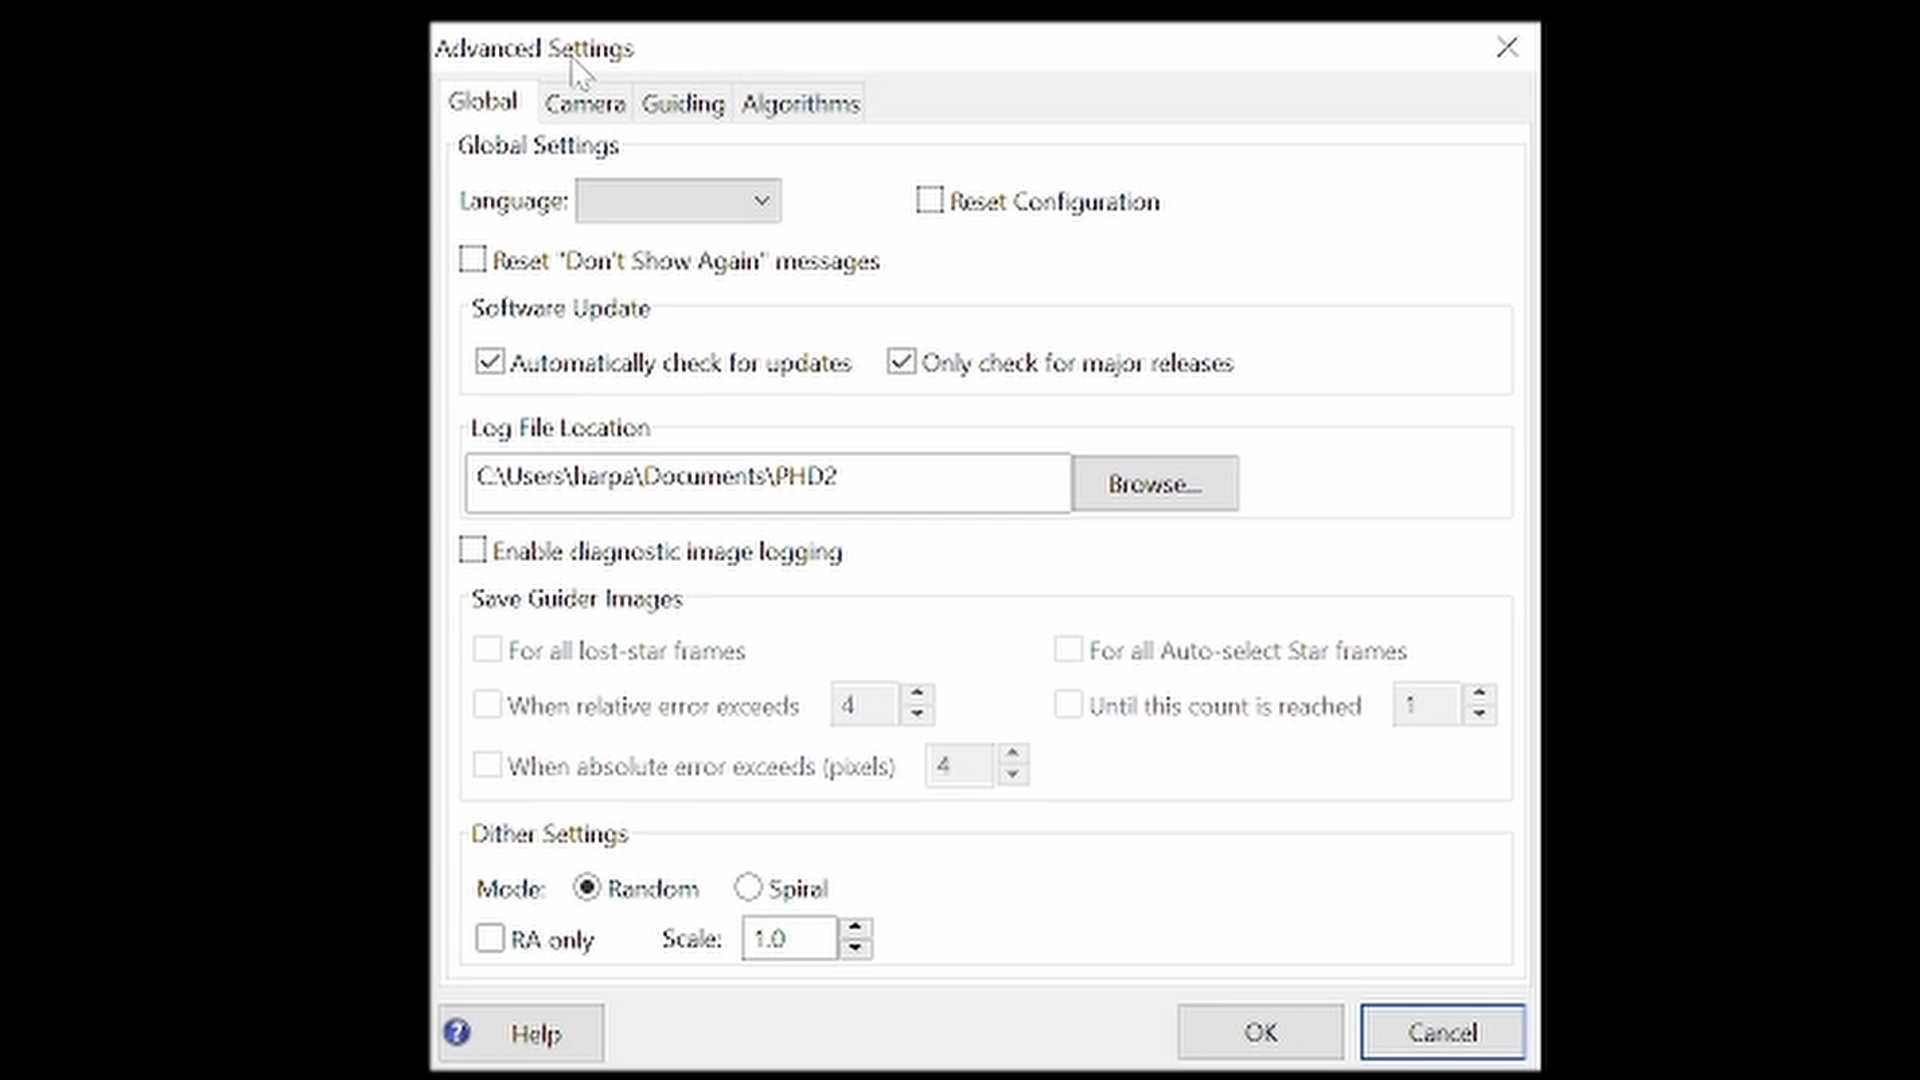 Advanced Settings
Global Camera Guiding Algorithms
Global Settings
Language: Reset Configuration
Reset "Don't Show Again" messages
Software Update
Automatically check for updates Only check for major releases
Log File Location
C:\Users\harpa\Documents\PHD2 Browse...
Enable diagnostic image logging
Save Guider Images
For all lost-star frames For all Auto-select Star frames
When relative error exceeds 4 Until this count is reached 1
When absolute error exceeds (pixels) 4
Dither Settings
Mode: Random Spiral
RA only Scale: 1.0
? Help OK Cancel